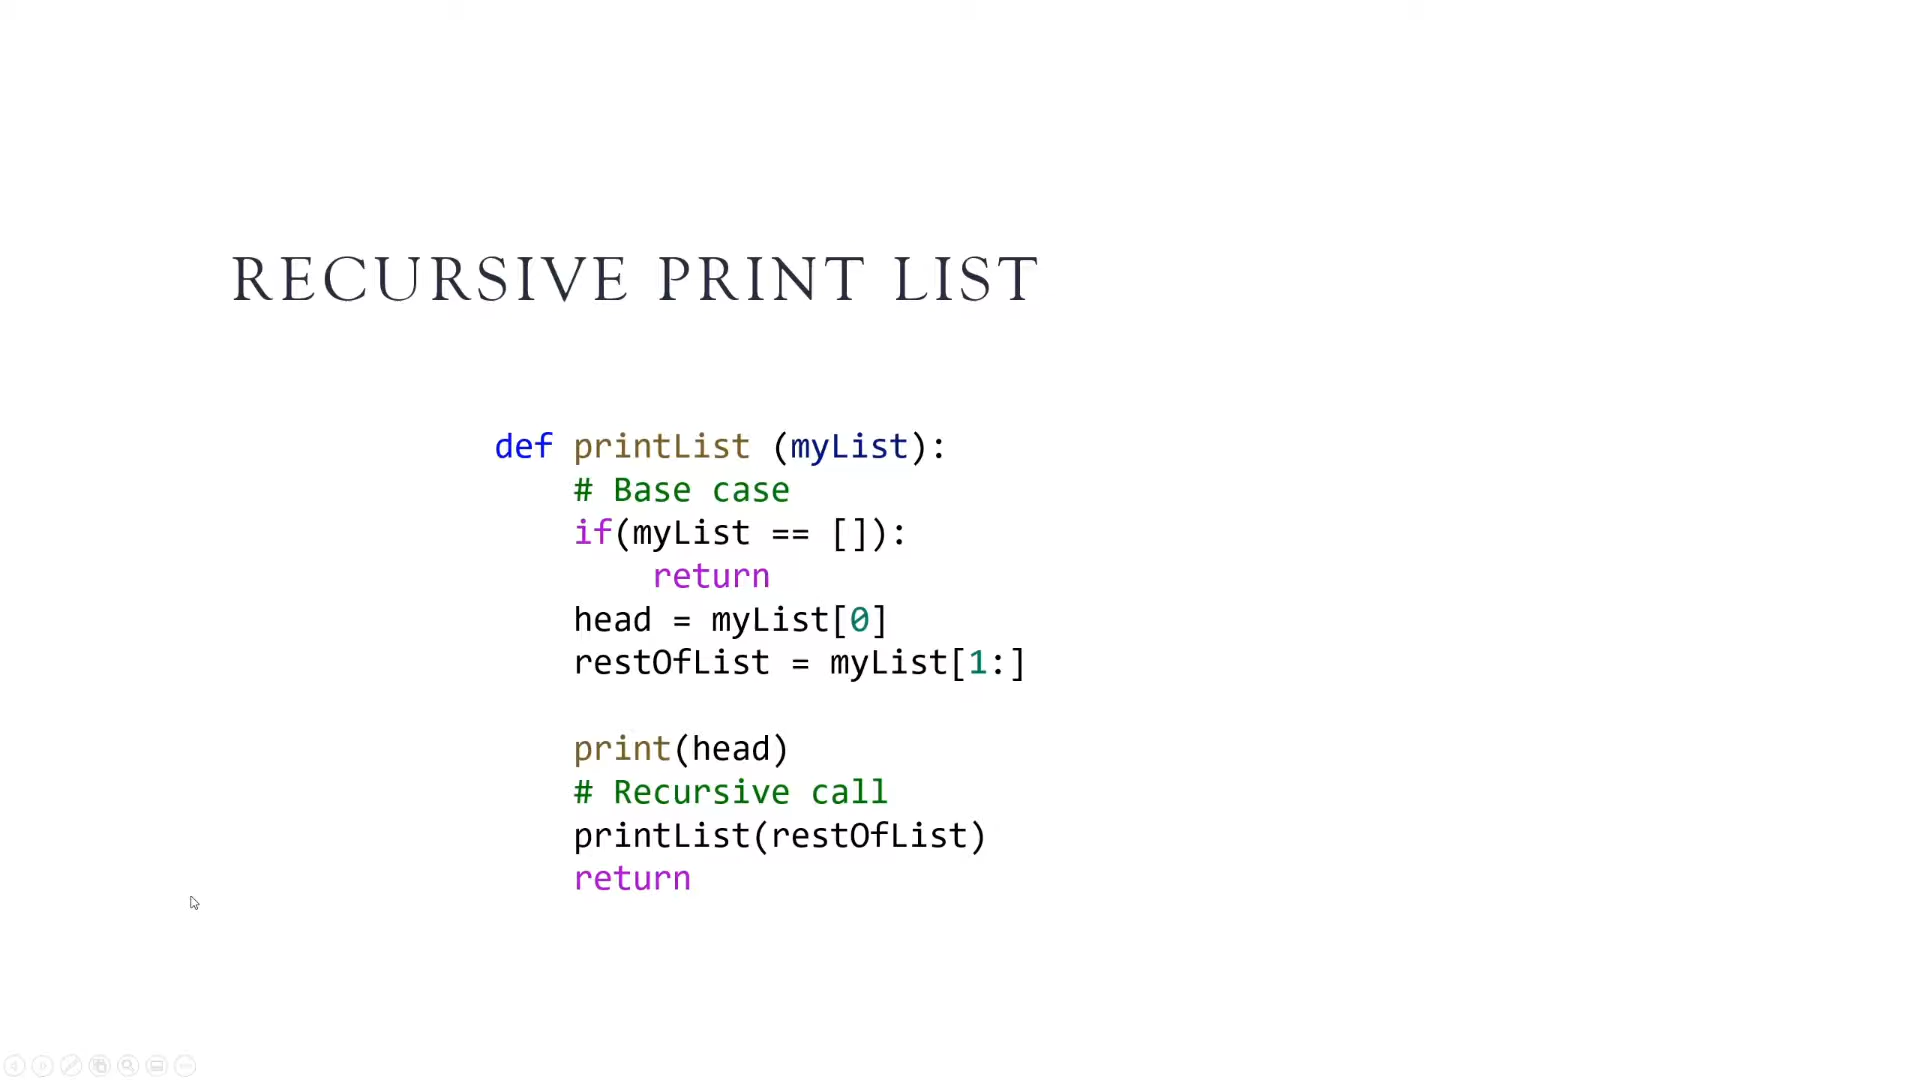 RECURSIVE PRINT LIST
def printList (myList):
    # Base case
    if(myList == []):
        return
    head = myList[0]
    restOfList = myList[1:]

    print(head)
    # Recursive call
    printList(restOfList)
    return